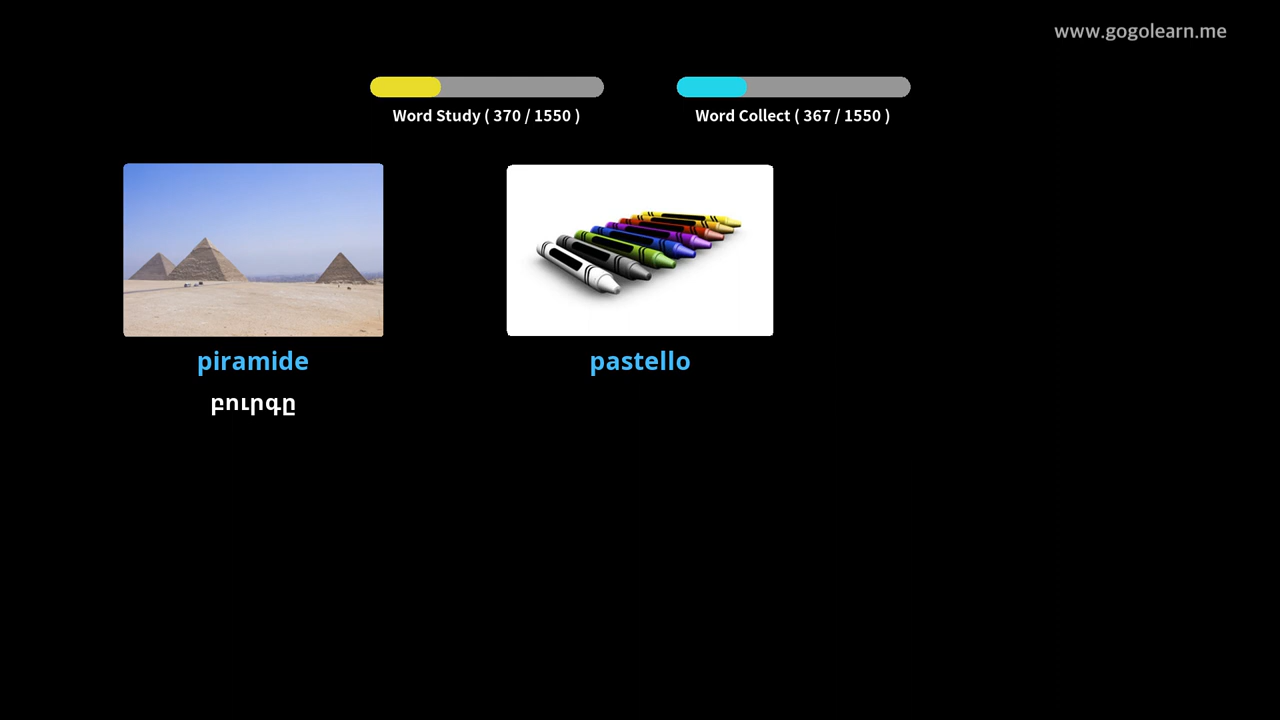 www.gogolearn.me
Word Study ( 370 / 1550 )
Word Collect ( 367 / 1550 )
piramide
բուրգը
pastello